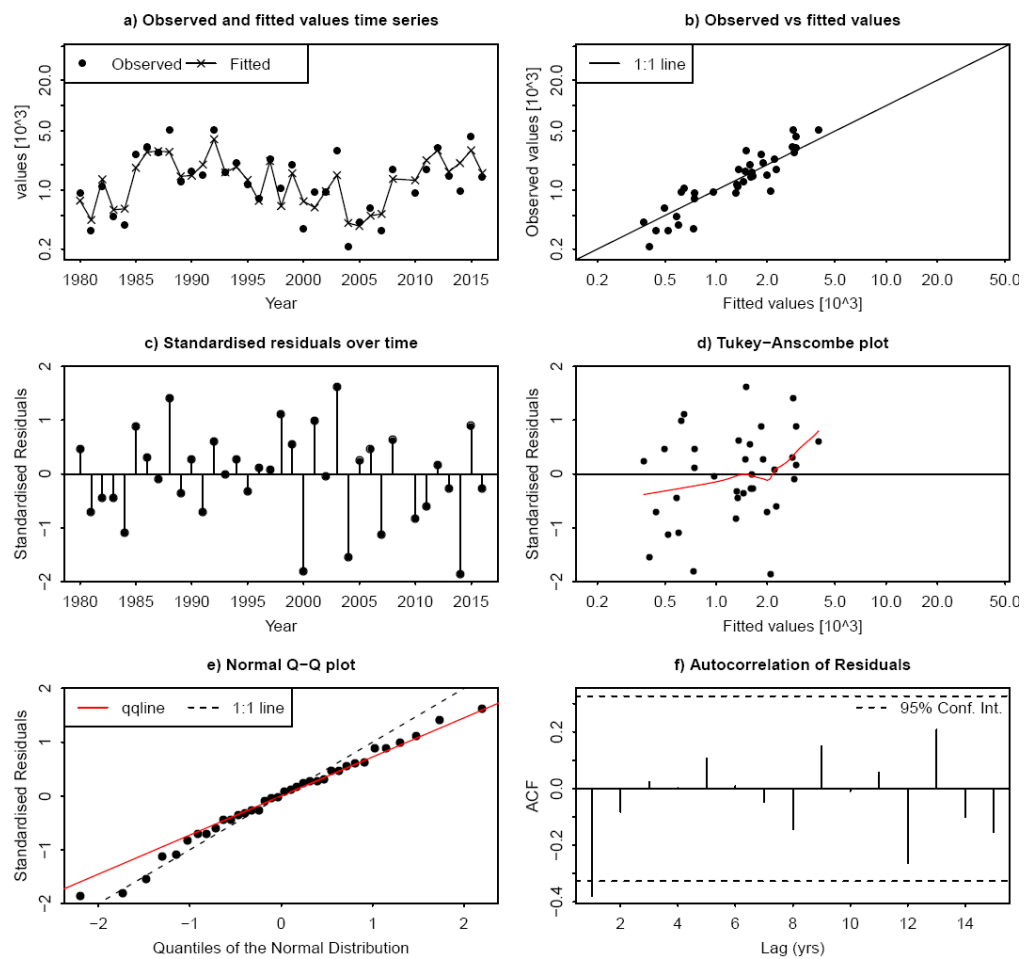 a) Observed and fitted values time series
Observed
Fitted
values [10^3]
20.0
5.0
1.0
0.2
1980 1985 1990 1995 2000 2005 2010 2015
Year
b) Observed vs fitted values
1:1 line
Observed values [10^3]
20.0
5.0
1.0
0.2
0.2 0.5 1.0 2.0 5.0 10.0 20.0 50.0
Fitted values [10^3]
c) Standardised residuals over time
Standardised Residuals
2
1
0
−1
−2
1980 1985 1990 1995 2000 2005 2010 2015
Year
d) Tukey−Anscombe plot
Standardised Residuals
2
1
0
−1
−2
0.2 0.5 1.0 2.0 5.0 10.0 20.0 50.0
Fitted values [10^3]
e) Normal Q−Q plot
qqline
1:1 line
Standardised Residuals
2
1
0
−1
−2
−2 −1 0 1 2
Quantiles of the Normal Distribution
f) Autocorrelation of Residuals
95% Conf. Int.
ACF
0.2
0.0
−0.2
−0.4
2 4 6 8 10 12 14
Lag (yrs)